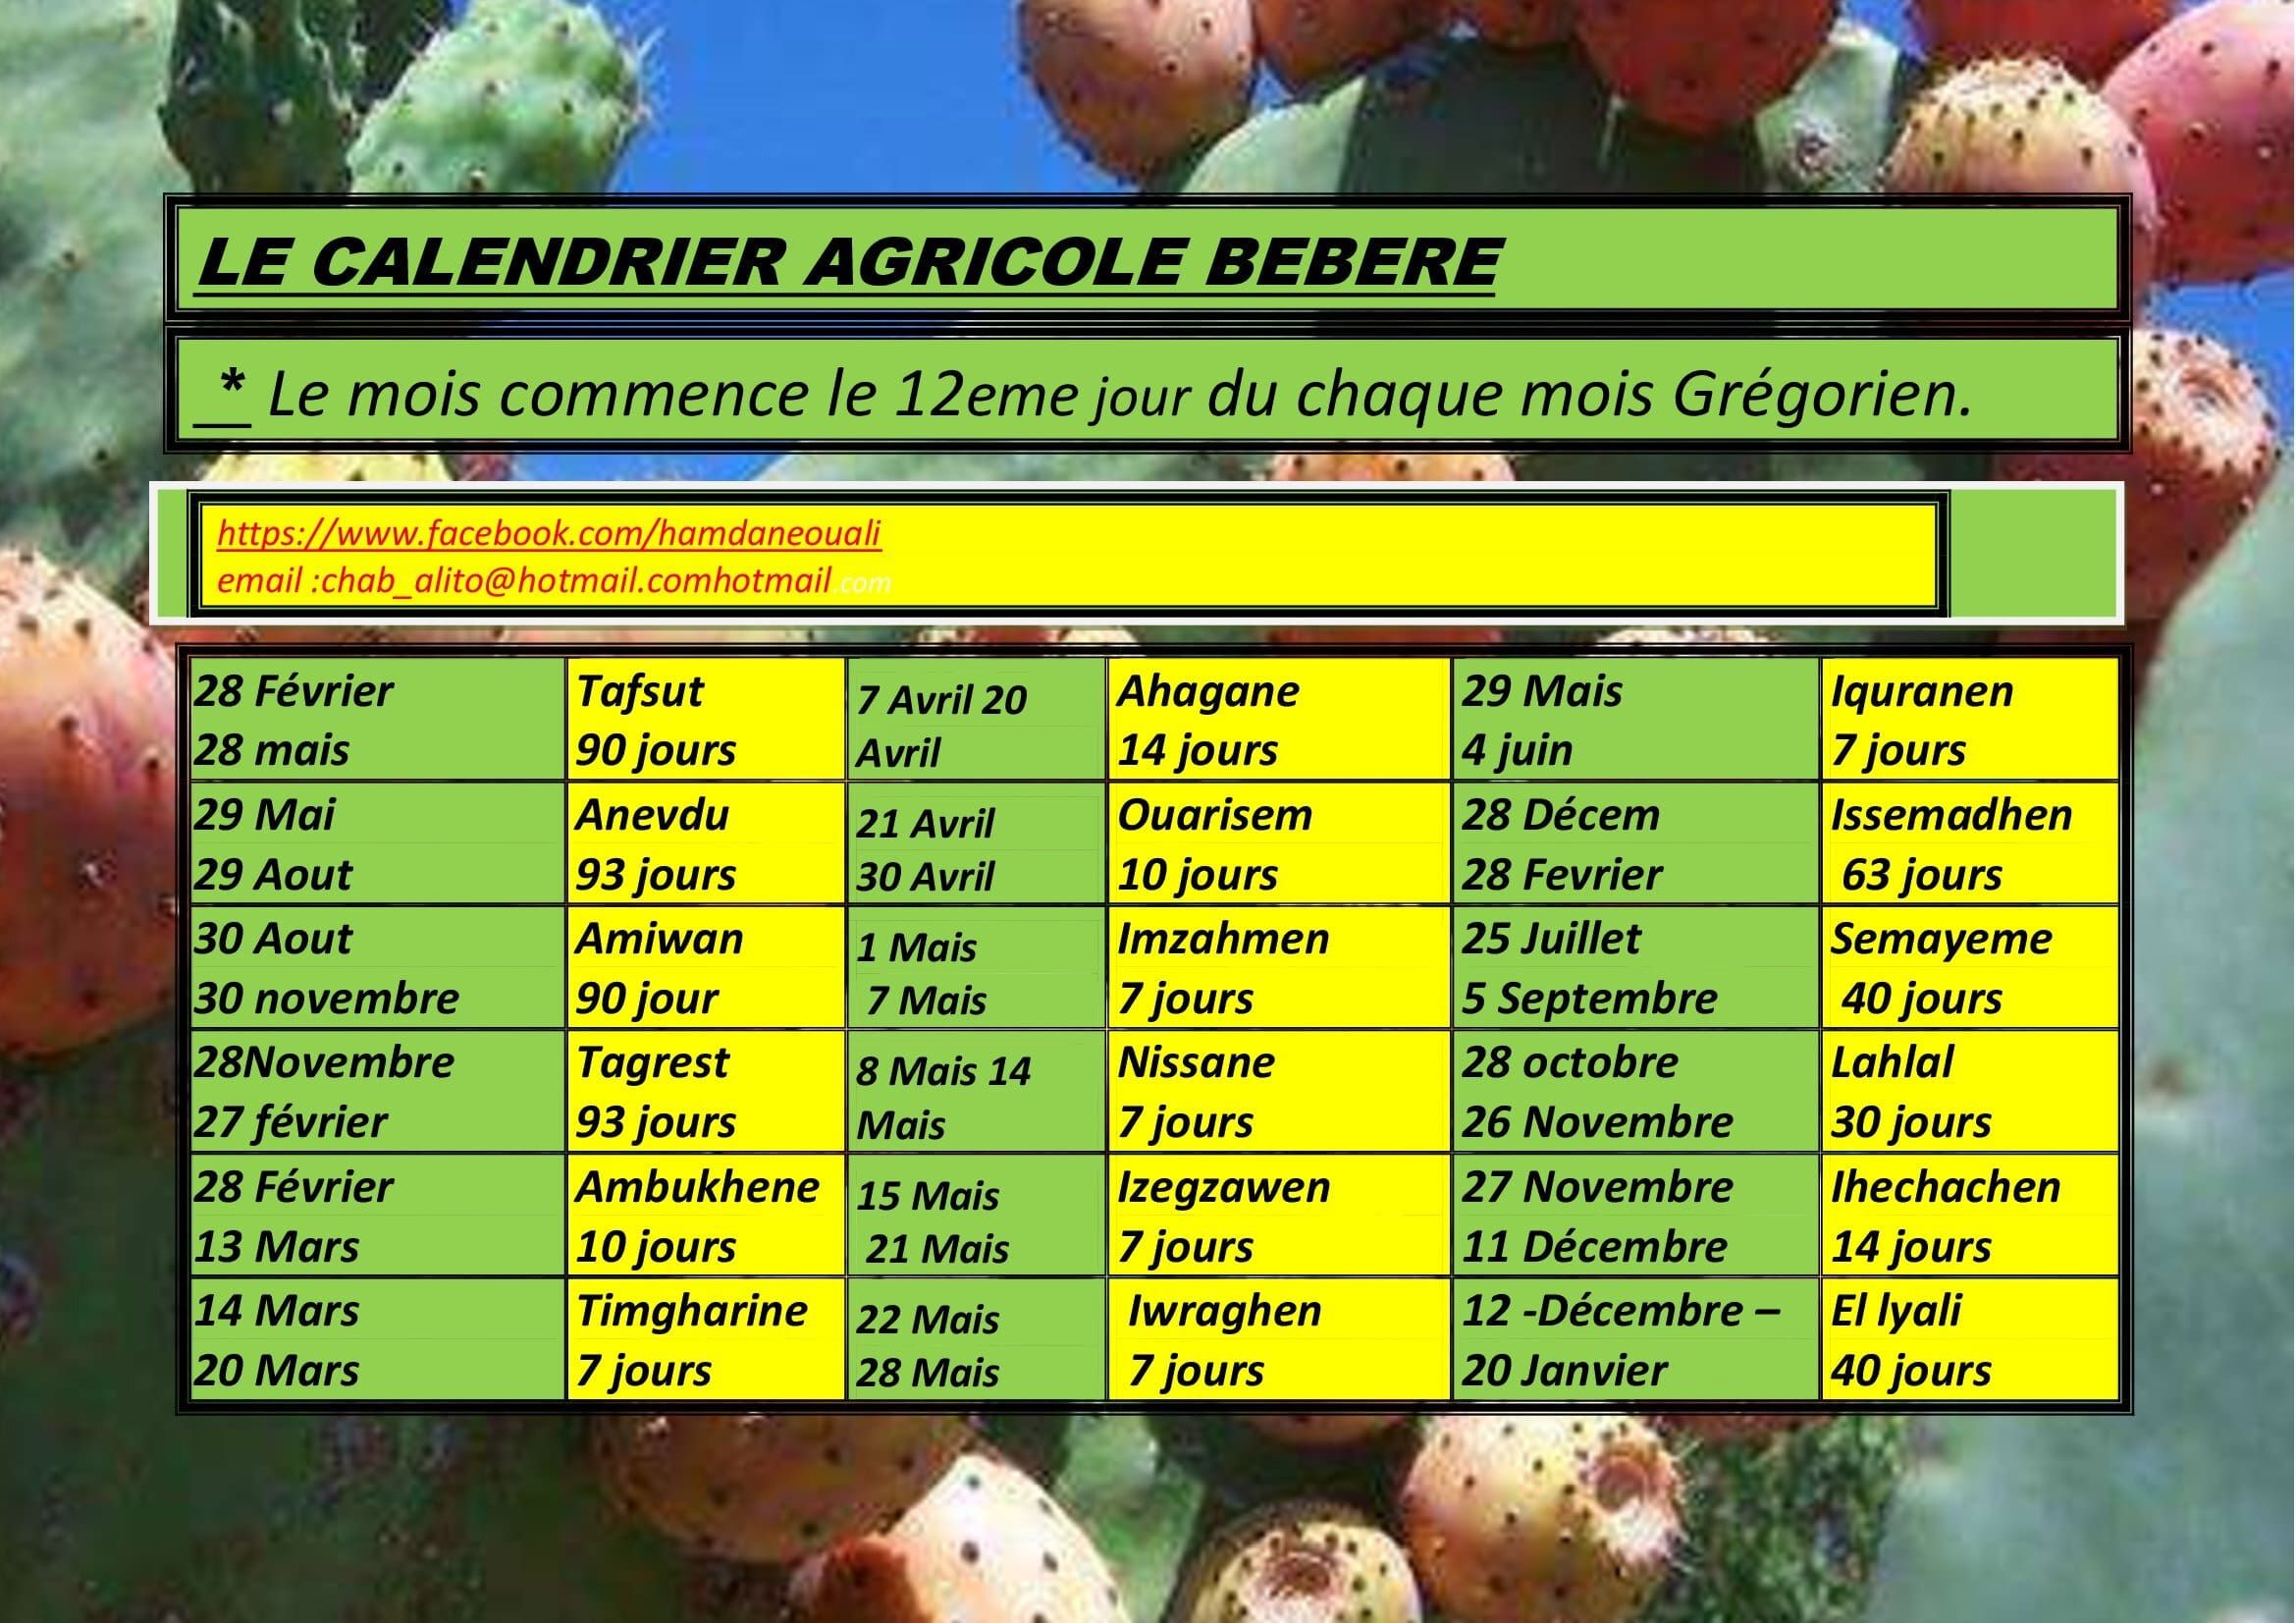 LE CALENDRIER AGRICOLE BEBERE
* Le mois commence le 12eme jour du chaque mois Grégorien.
https://www.facebook.com/hamdaneouali
email :chab_alito@hotmail.comhotmail.com
28 Février
28 mais
Tafsut
90 jours
7 Avril 20
Avril
Ahagane
14 jours
29 Mais
4 juin
Iquranen
7 jours
29 Mai
29 Aout
Anevdu
93 jours
21 Avril
30 Avril
Ouarisem
10 jours
28 Décem
28 Fevrier
Issemadhen
63 jours
30 Aout
30 novembre
Amiwan
90 jour
1 Mais
7 Mais
Imzahmen
7 jours
25 Juillet
5 Septembre
Semayeme
40 jours
28Novembre
27 février
Tagrest
93 jours
8 Mais 14
Mais
Nissane
7 jours
28 octobre
26 Novembre
Lahlal
30 jours
28 Février
13 Mars
Ambukhene
10 jours
15 Mais
21 Mais
Izegzawen
7 jours
27 Novembre
11 Décembre
Ihechachen
14 jours
14 Mars
20 Mars
Timgharine
7 jours
22 Mais
28 Mais
Iwraghen
7 jours
12 -Décembre –
20 Janvier
El lyali
40 jours